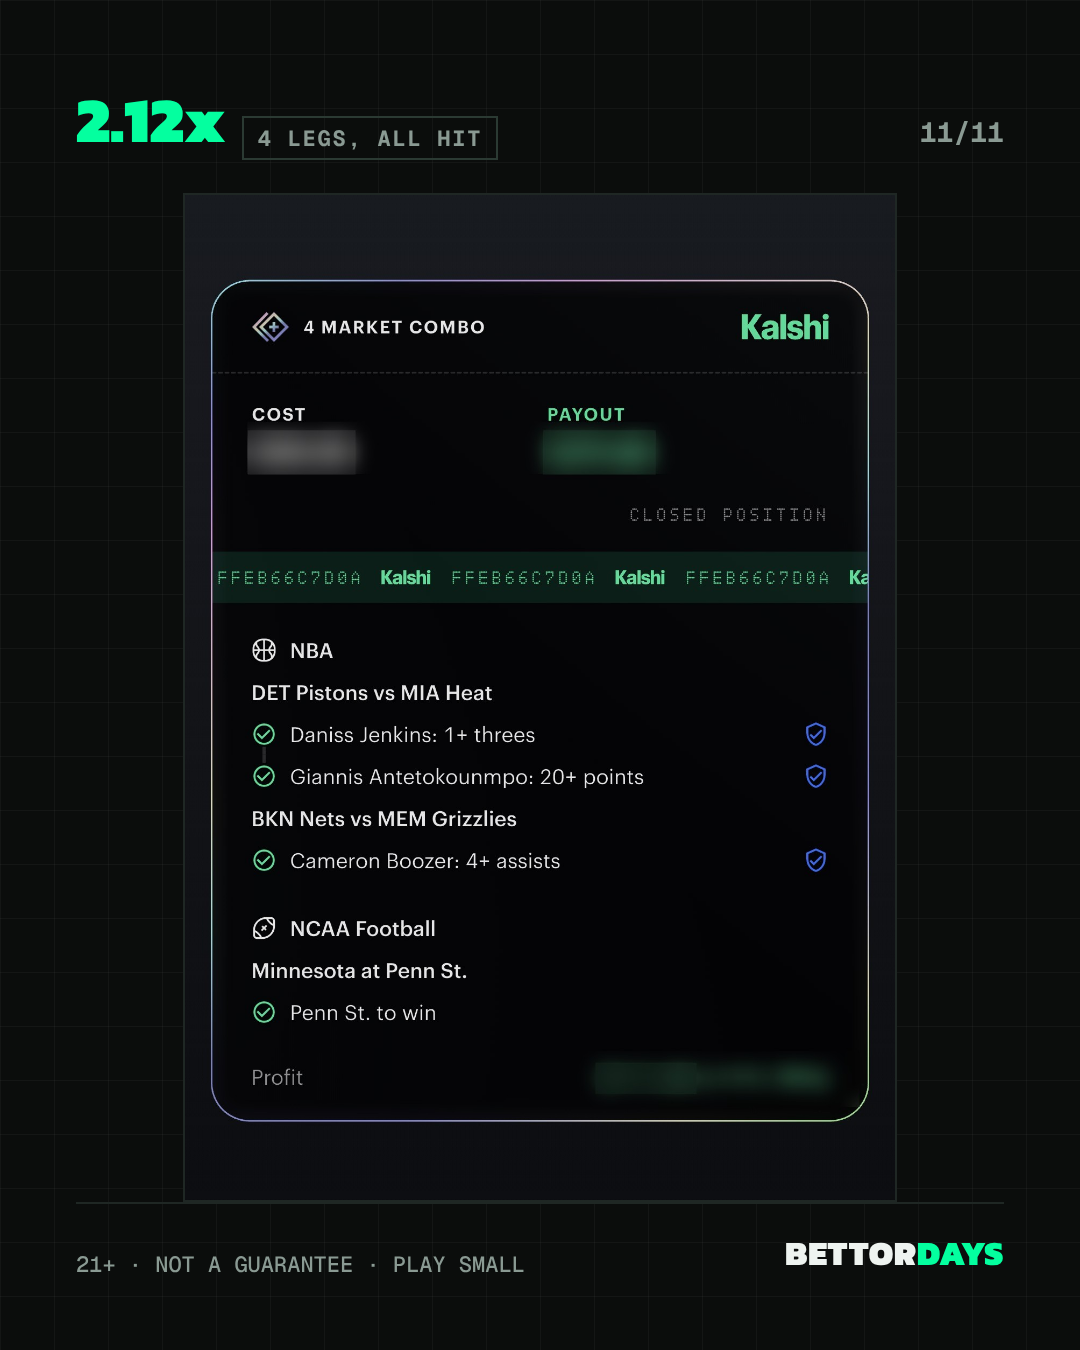 2.12x
4 LEGS, ALL HIT
11/11
4 MARKET COMBO
Kalshi
COST
PAYOUT
CLOSED POSITION
FFEB66C7D0A Kalshi FFEB66C7D0A Kalshi FFEB66C7D0A Ka
NBA
DET Pistons vs MIA Heat
Daniss Jenkins: 1+ threes
Giannis Antetokounmpo: 20+ points
BKN Nets vs MEM Grizzlies
Cameron Boozer: 4+ assists
NCAA Football
Minnesota at Penn St.
Penn St. to win
Profit
21+ · NOT A GUARANTEE · PLAY SMALL
BETTORDAYS